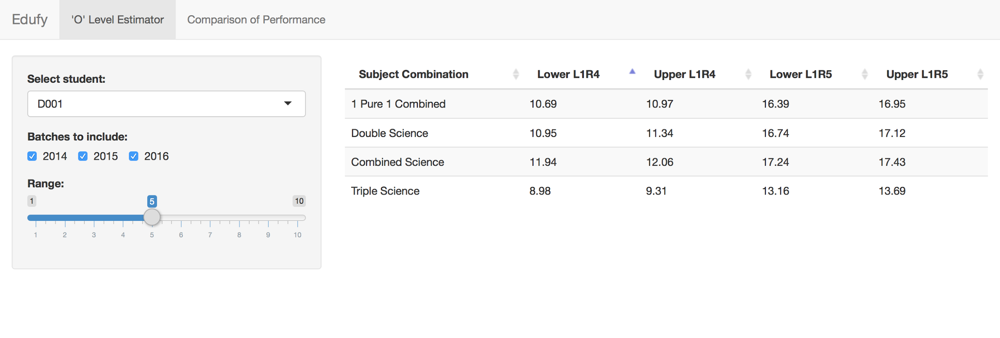 Edufy 'O' Level Estimator Comparison of Performance
Select student:
D001
Batches to include:
2014 2015 2016
Range:
1 5 10
1 2 3 4 5 6 7 8 9 10
Subject Combination Lower L1R4 Upper L1R4 Lower L1R5 Upper L1R5
1 Pure 1 Combined 10.69 10.97 16.39 16.95
Double Science 10.95 11.34 16.74 17.12
Combined Science 11.94 12.06 17.24 17.43
Triple Science 8.98 9.31 13.16 13.69